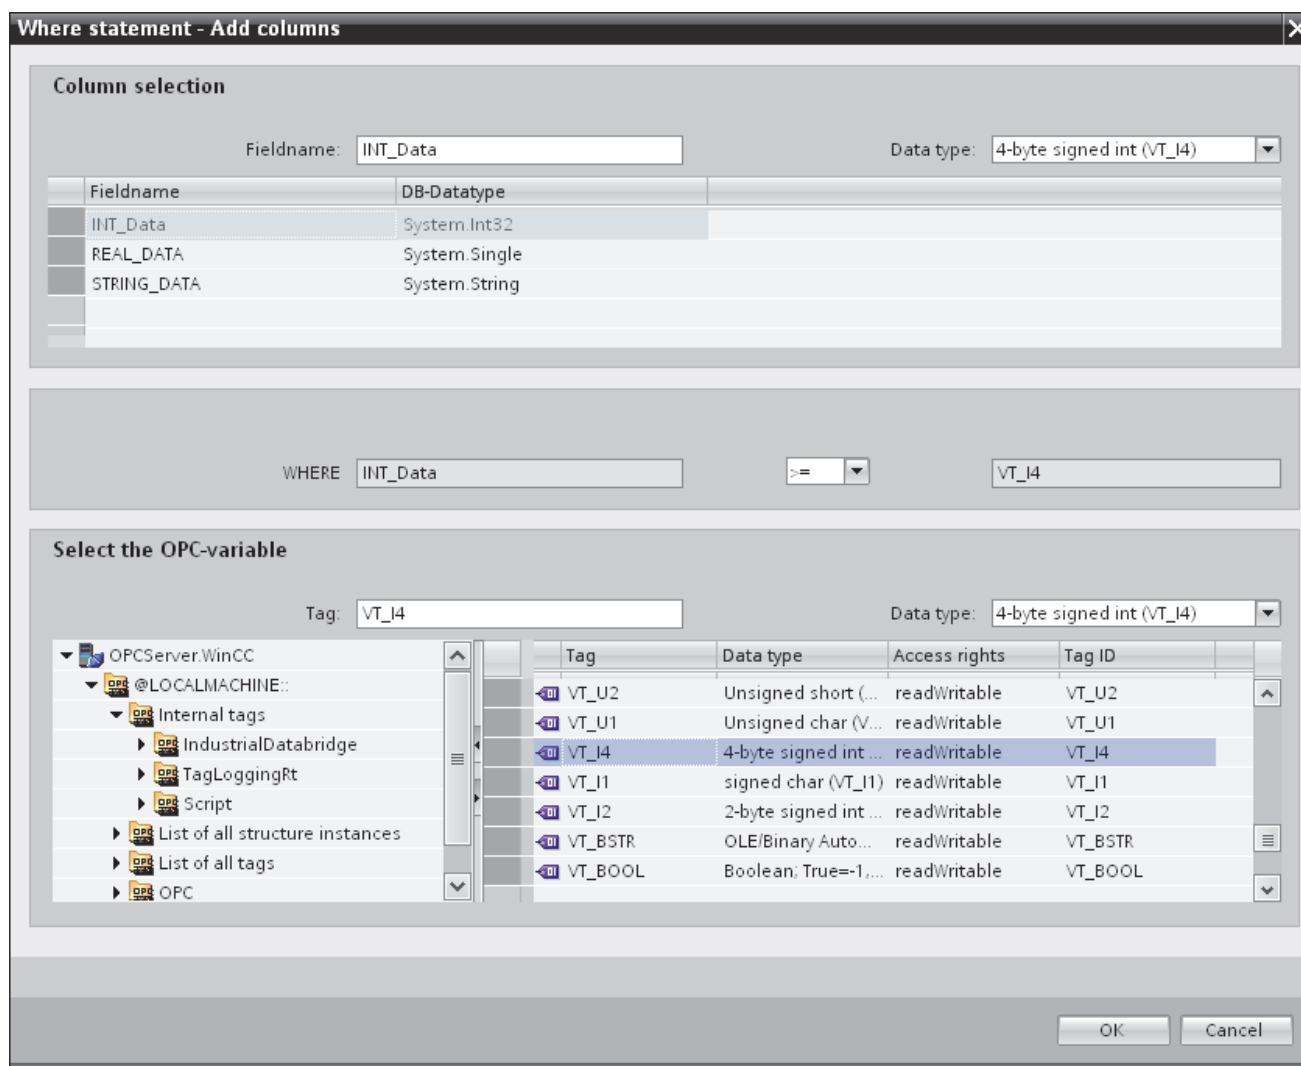 Where statement - Add columns
Column selection
Fieldname: INT_Data Data type: 4-byte signed int (VT_I4)
Fieldname DB-Datatype
INT_Data System.Int32
REAL_DATA System.Single
STRING_DATA System.String
WHERE INT_Data >= VT_I4
Select the OPC-variable
Tag: VT_I4 Data type: 4-byte signed int (VT_I4)
OPCServer.WinCC
@LOCALMACHINE::
Internal tags
IndustrialDatabridge
TagLoggingRt
Script
List of all structure instances
List of all tags
OPC
Tag Data type Access rights Tag ID
VT_U2 Unsigned short (... readWritable VT_U2
VT_U1 Unsigned char (V... readWritable VT_U1
VT_I4 4-byte signed int ... readWritable VT_I4
VT_I1 signed char (VT_I1) readWritable VT_I1
VT_I2 2-byte signed int ... readWritable VT_I2
VT_BSTR OLE/Binary Auto... readWritable VT_BSTR
VT_BOOL Boolean; True=-1,... readWritable VT_BOOL
OK Cancel